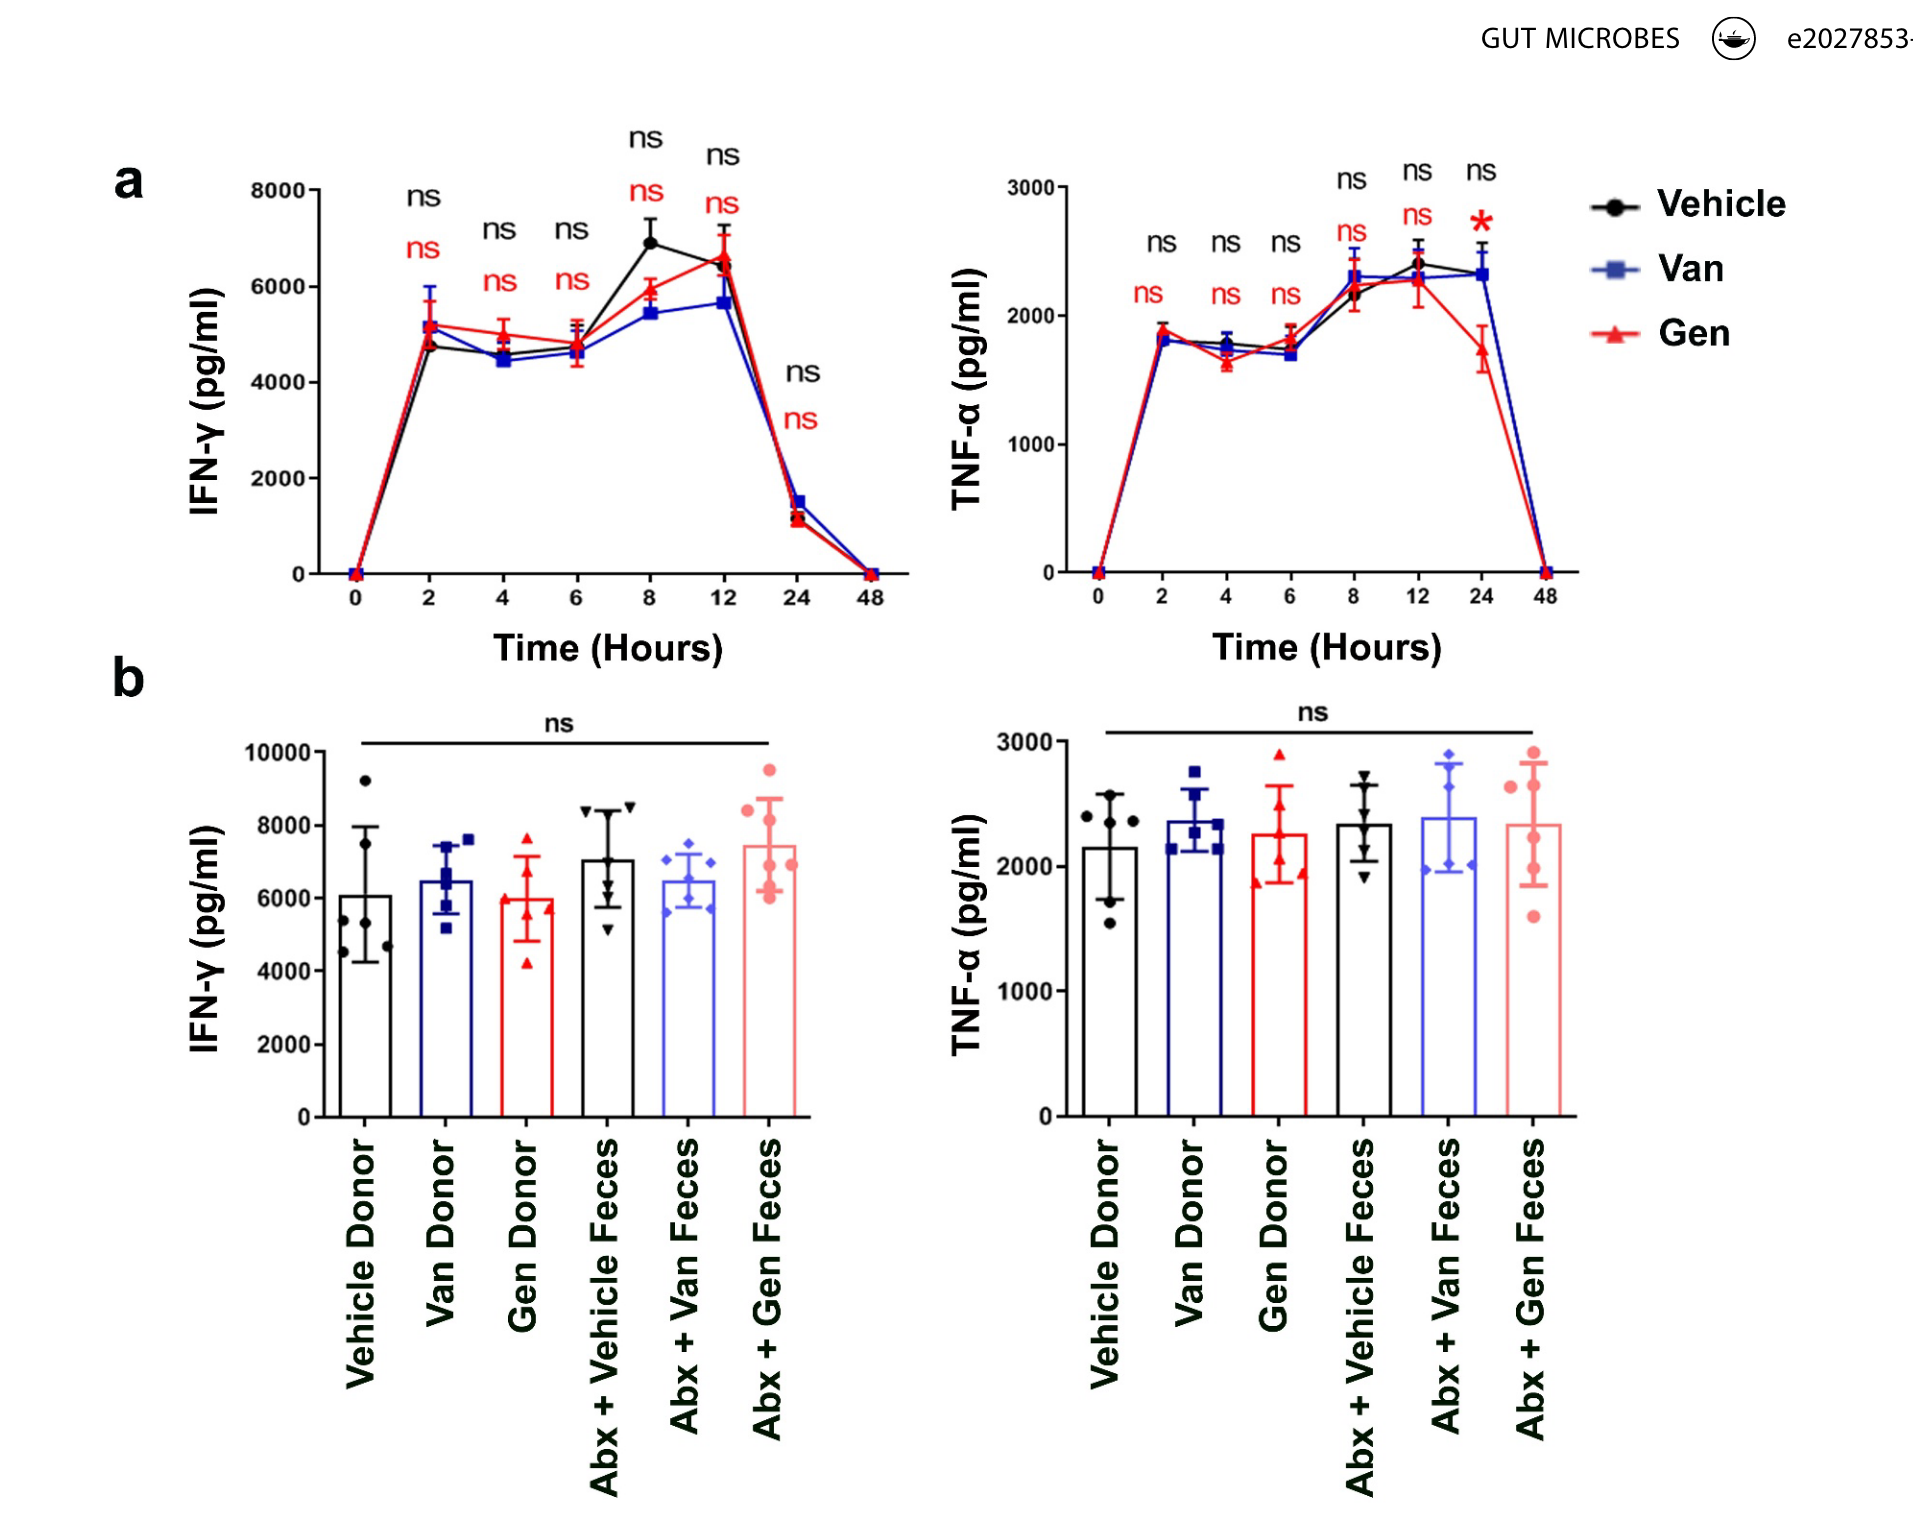 GUT MICROBES e2027853-
a
ns ns ns ns ns ns
ns ns ns ns ns ns
8000
6000
4000
2000
0
IFN-γ (pg/ml)
0 2 4 6 8 12 24 48
Time (Hours)
ns ns ns ns ns ns
ns ns ns ns ns *
3000
2000
1000
0
TNF-α (pg/ml)
0 2 4 6 8 12 24 48
Time (Hours)
Vehicle
Van
Gen
b
ns
10000
8000
6000
4000
2000
0
IFN-γ (pg/ml)
Vehicle Donor
Van Donor
Gen Donor
Abx + Vehicle Feces
Abx + Van Feces
Abx + Gen Feces
ns
3000
2000
1000
0
TNF-α (pg/ml)
Vehicle Donor
Van Donor
Gen Donor
Abx + Vehicle Feces
Abx + Van Feces
Abx + Gen Feces